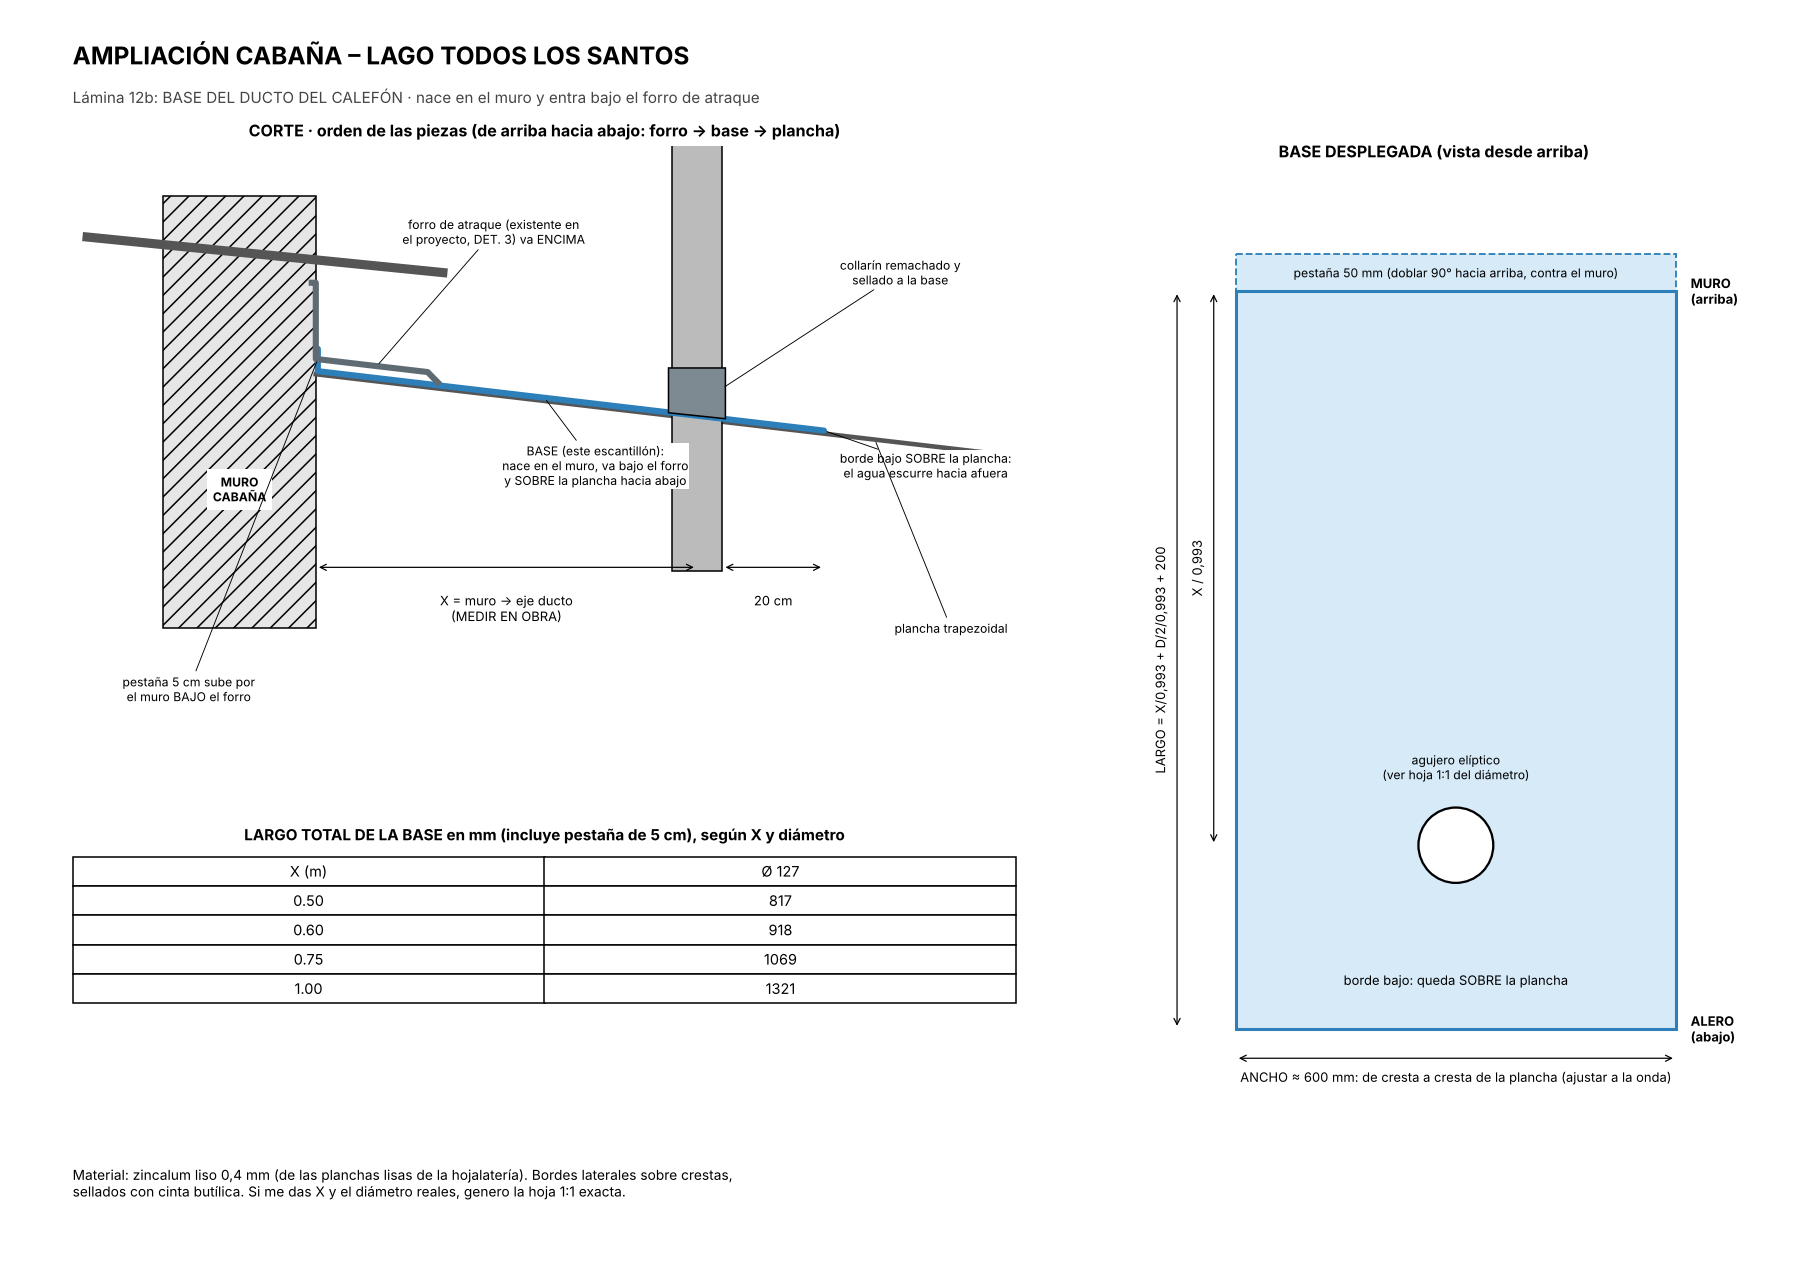 AMPLIACIÓN CABAÑA – LAGO TODOS LOS SANTOS
Lámina 12b: BASE DEL DUCTO DEL CALEFÓN · nace en el muro y entra bajo el forro de atraque
CORTE · orden de las piezas (de arriba hacia abajo: forro → base → plancha)
forro de atraque (existente en
el proyecto, DET. 3) va ENCIMA
collarín remachado y
sellado a la base
BASE (este escantillón):
nace en el muro, va bajo el forro
y SOBRE la plancha hacia abajo
borde bajo SOBRE la plancha:
el agua escurre hacia afuera
MURO
CABAÑA
X = muro → eje ducto
(MEDIR EN OBRA)
20 cm
plancha trapezoidal
pestaña 5 cm sube por
el muro BAJO el forro
LARGO TOTAL DE LA BASE en mm (incluye pestaña de 5 cm), según X y diámetro
X (m) Ø 127
0.50 817
0.60 918
0.75 1069
1.00 1321
Material: zincalum liso 0,4 mm (de las planchas lisas de la hojalatería). Bordes laterales sobre crestas,
sellados con cinta butílica. Si me das X y el diámetro reales, genero la hoja 1:1 exacta.
BASE DESPLEGADA (vista desde arriba)
pestaña 50 mm (doblar 90° hacia arriba, contra el muro)
MURO
(arriba)
LARGO = X/0,993 + D/2/0,993 + 200
X / 0,993
agujero elíptico
(ver hoja 1:1 del diámetro)
borde bajo: queda SOBRE la plancha
ALERO
(abajo)
ANCHO ≈ 600 mm: de cresta a cresta de la plancha (ajustar a la onda)